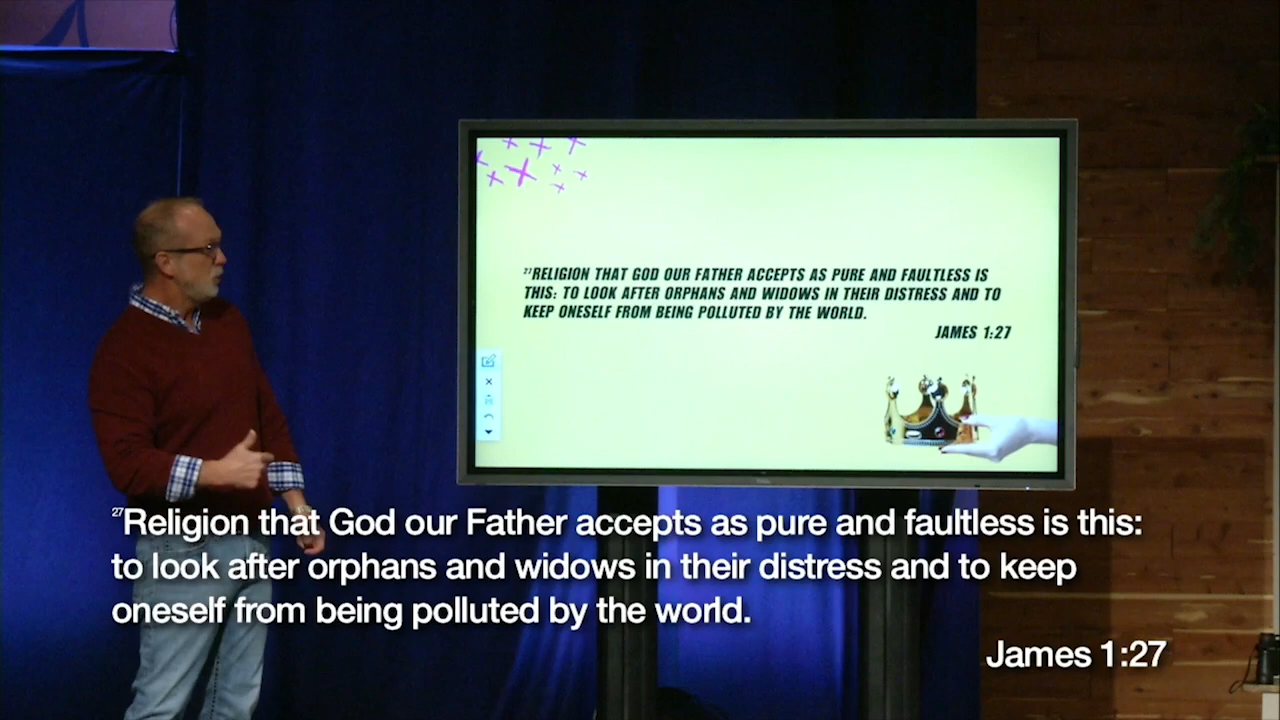 ²⁷RELIGION THAT GOD OUR FATHER ACCEPTS AS PURE AND FAULTLESS IS
THIS: TO LOOK AFTER ORPHANS AND WIDOWS IN THEIR DISTRESS AND TO
KEEP ONESELF FROM BEING POLLUTED BY THE WORLD.
JAMES 1:27
²⁷Religion that God our Father accepts as pure and faultless is this:
to look after orphans and widows in their distress and to keep
oneself from being polluted by the world.
James 1:27